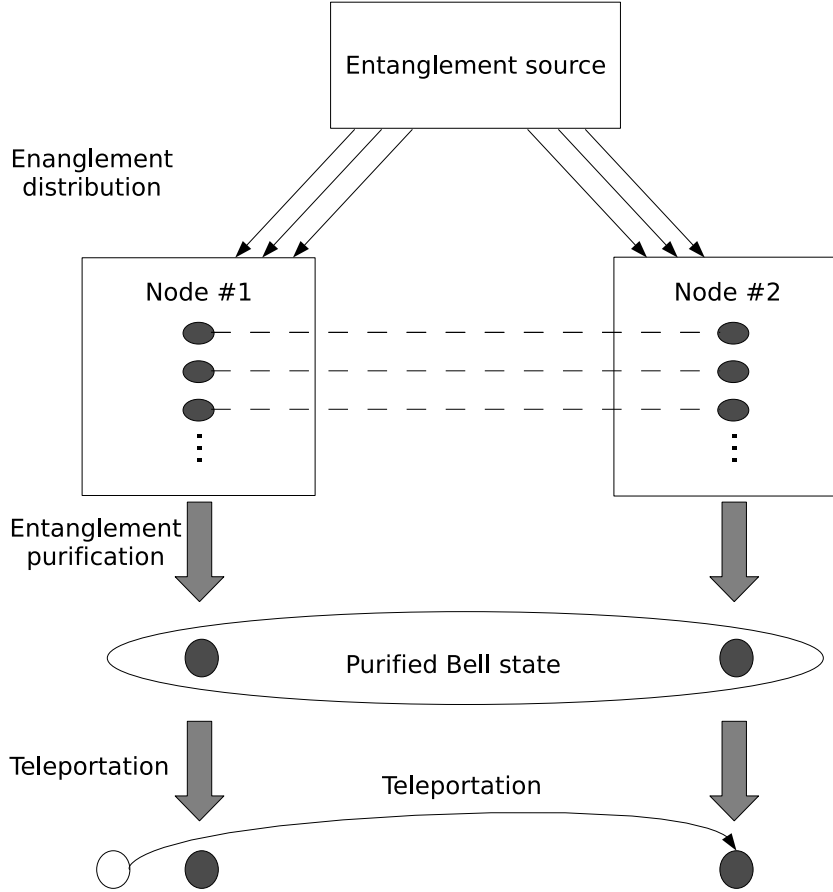 Entanglement source
Enanglement
distribution
Node #1
Node #2
Entanglement
purification
Purified Bell state
Teleportation
Teleportation